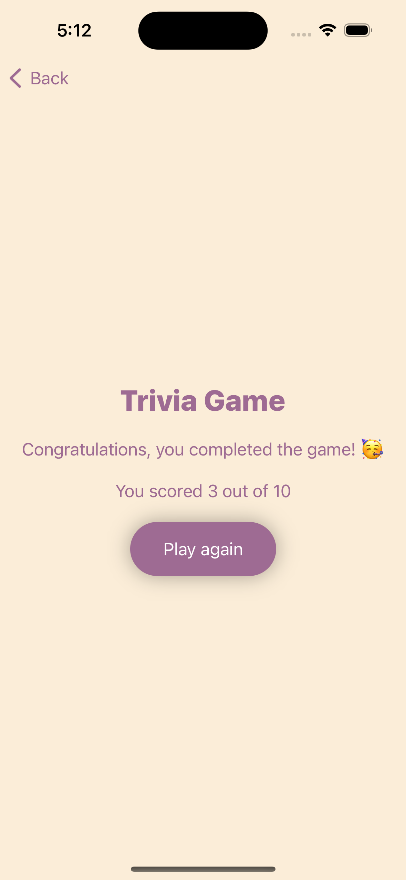 5:12
Back
Trivia Game
Congratulations, you completed the game! 🥳
You scored 3 out of 10
Play again